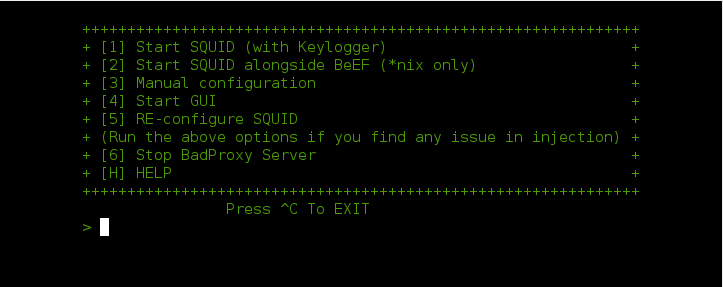 ++++++++++++++++++++++++++++++++++++++++++++++++++++++++++++++
+ [1] Start SQUID (with Keylogger) +
+ [2] Start SQUID alongside BeEF (*nix only) +
+ [3] Manual configuration +
+ [4] Start GUI +
+ [5] RE-configure SQUID +
+ (Run the above options if you find any issue in injection) +
+ [6] Stop BadProxy Server +
+ [H] HELP +
++++++++++++++++++++++++++++++++++++++++++++++++++++++++++++++
Press ^C To EXIT
>